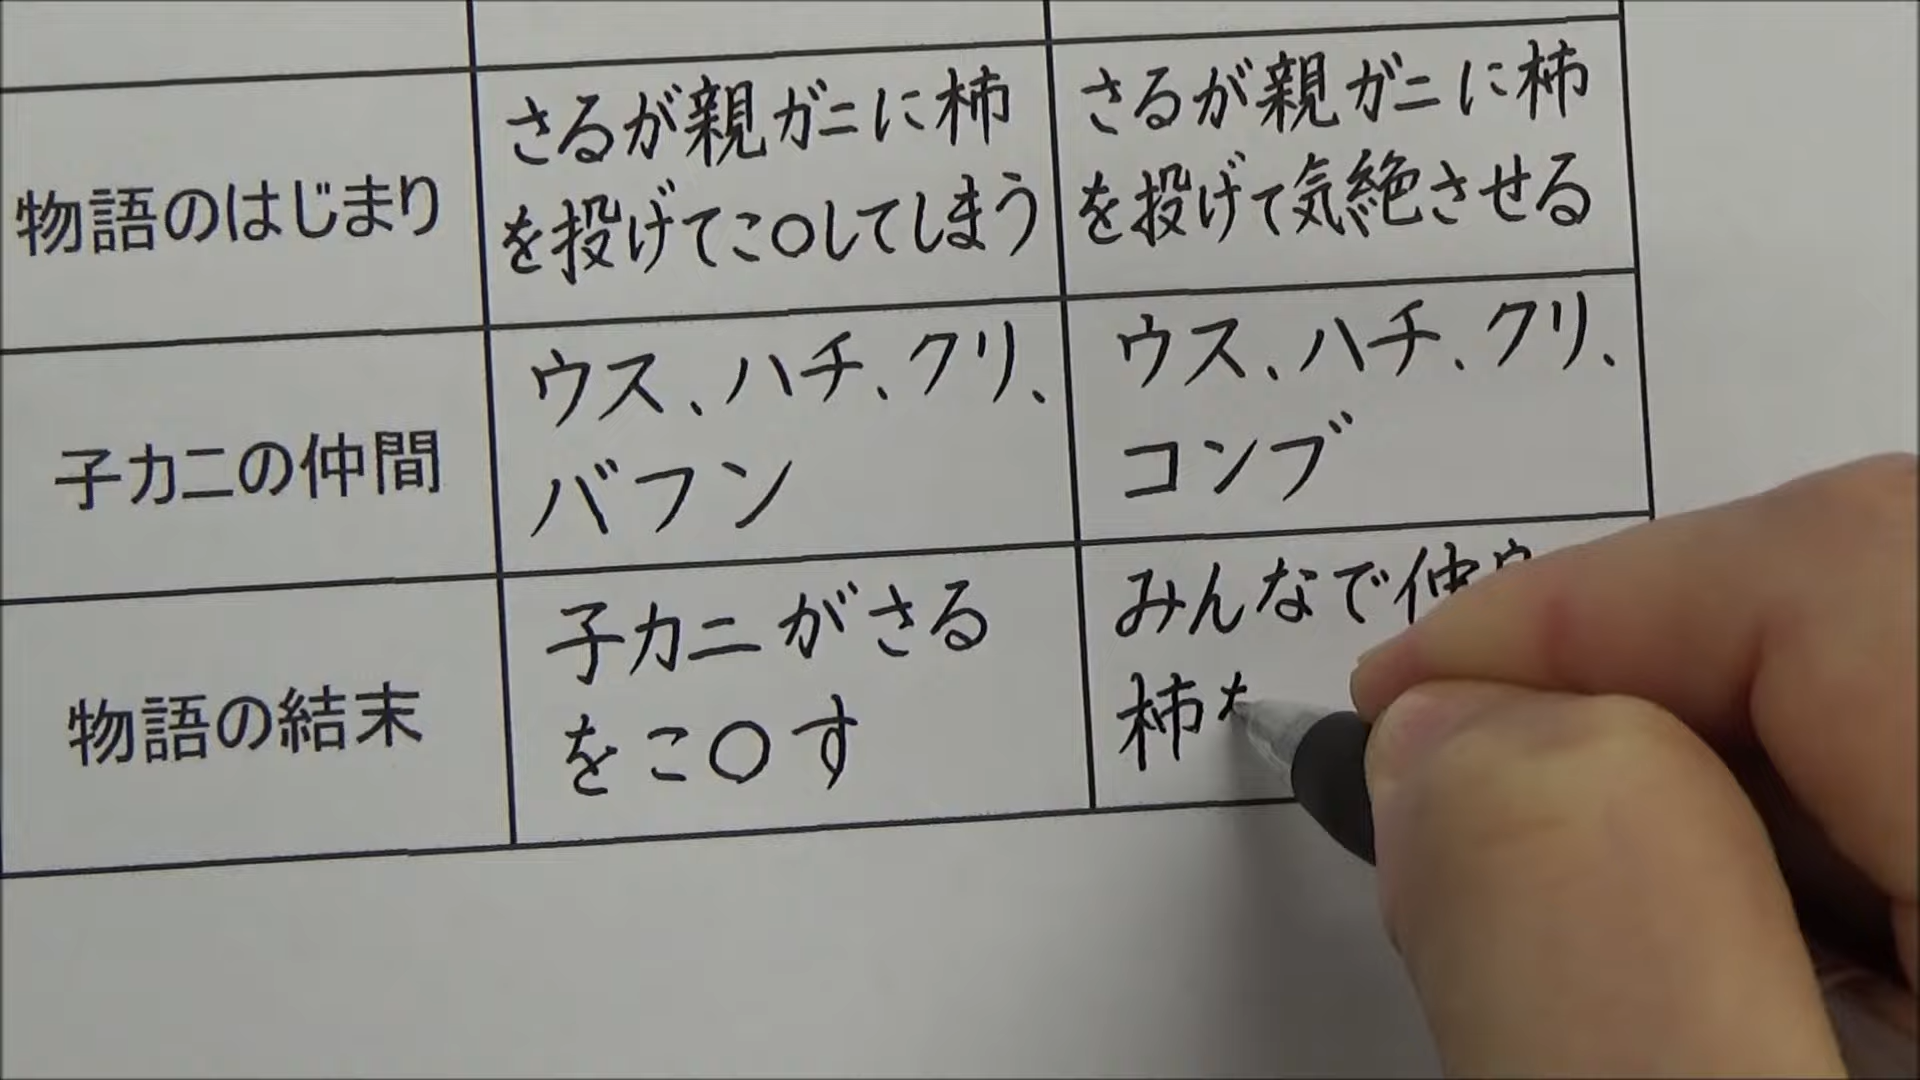 物語のはじまり
さるが親ガニに柿
を投げてこ○してしまう
さるが親ガニに柿
を投げて気絶させる
子カニの仲間
ウス、ハチ、クリ、
バフン
ウス、ハチ、クリ、
コンブ
物語の結末
子カニがさる
をこ○す
みんなで仲
柿